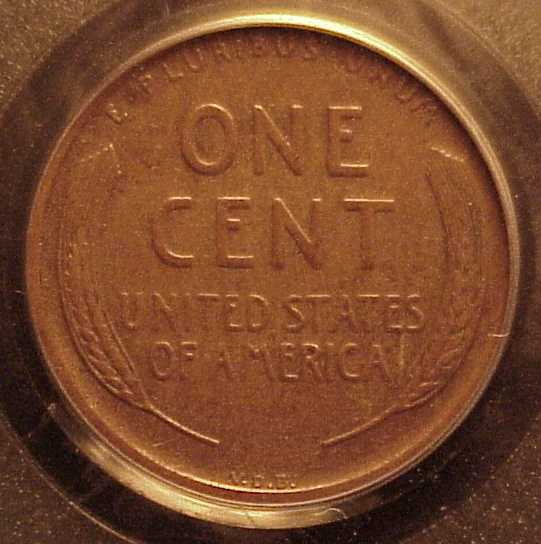 E·PLURIBUS·UNUM
ONE
CENT
UNITED STATES
OF AMERICA
V.D.B.